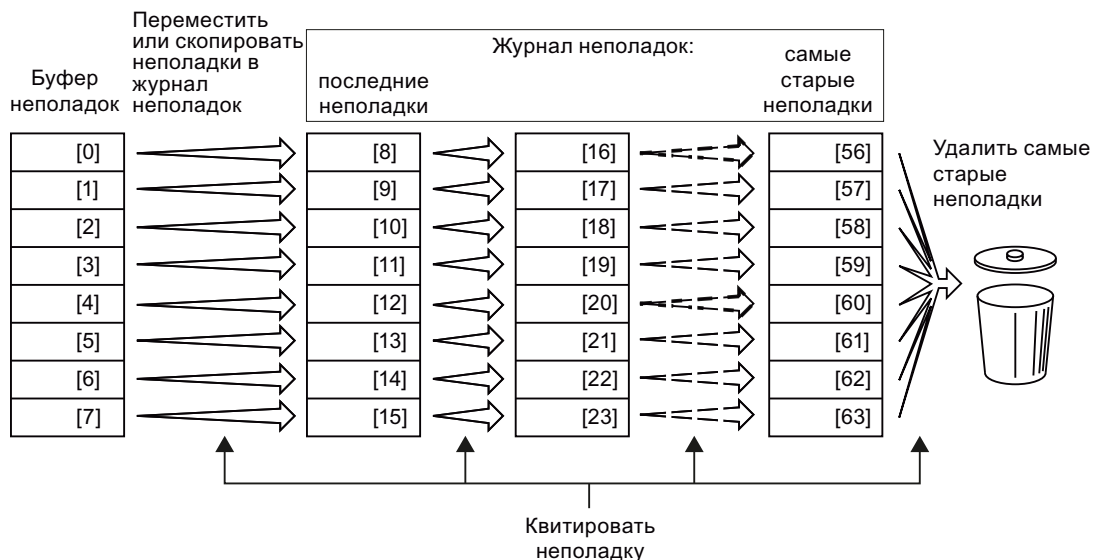 Переместить
или скопировать
неполадки в
журнал
неполадок
Буфер
неполадок
Журнал неполадок:
последние
неполадки
самые
старые
неполадки
[0] [8] [16] [56]
[1] [9] [17] [57]
[2] [10] [18] [58]
[3] [11] [19] [59]
[4] [12] [20] [60]
[5] [13] [21] [61]
[6] [14] [22] [62]
[7] [15] [23] [63]
Удалить самые
старые
неполадки
Квитировать
неполадку